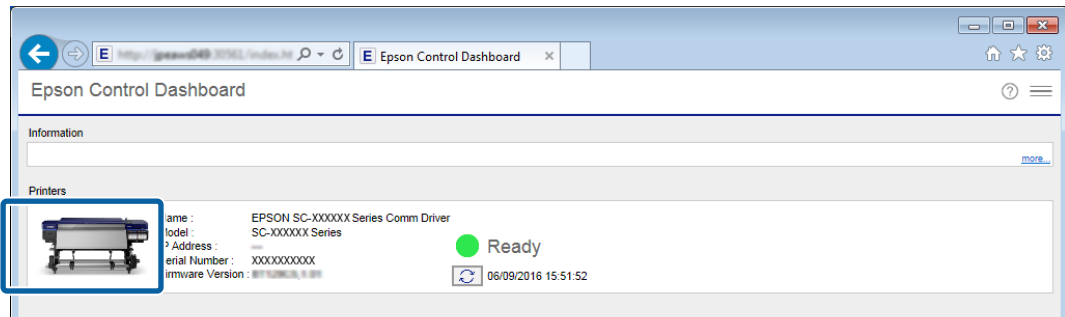 E Epson Control Dashboard
Epson Control Dashboard
Information
more...
Printers
ame : EPSON SC-XXXXXX Series Comm Driver
odel : SC-XXXXXX Series
Address : —
erial Number : XXXXXXXXXX
irmware Version :
Ready
06/09/2016 15:51:52